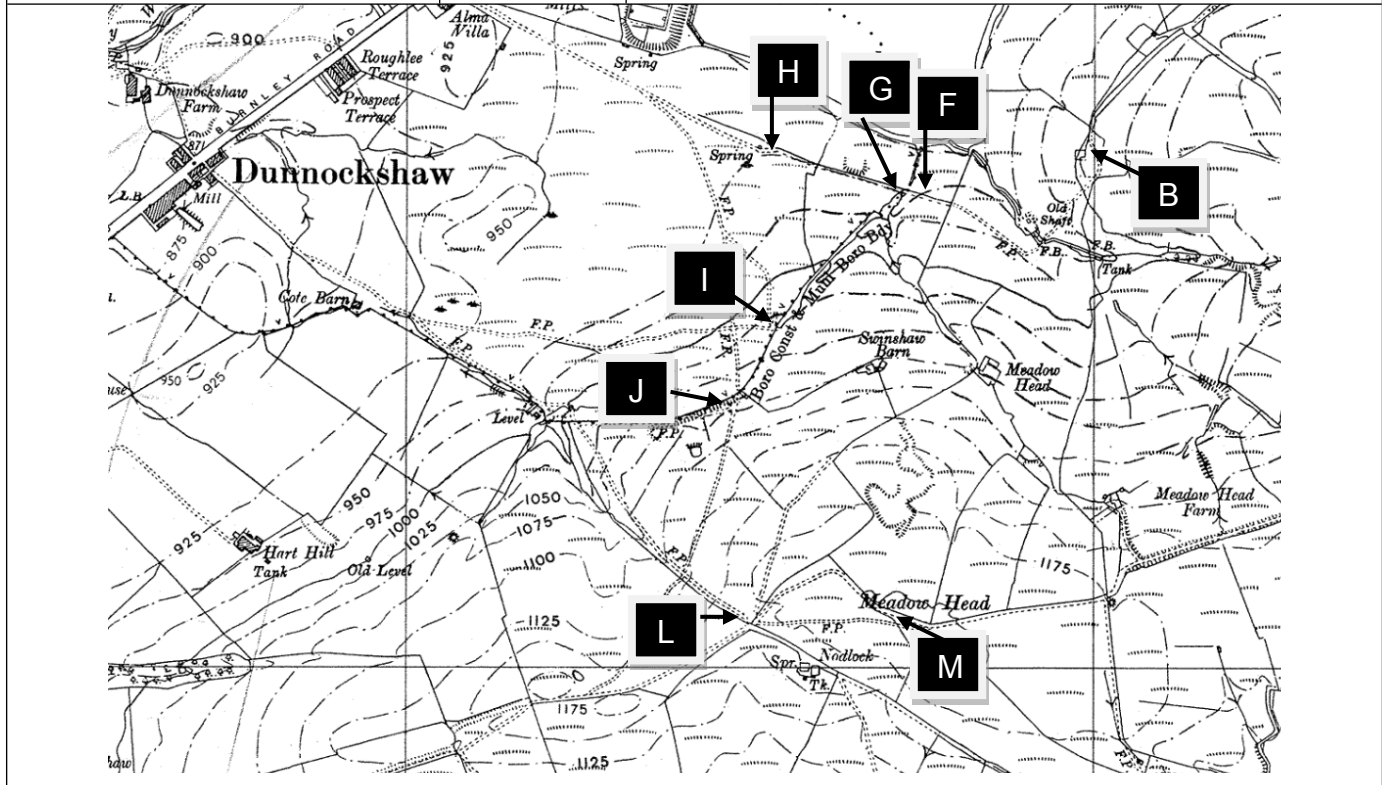 Alma
Villa
Mills
900
925
BURNLEY ROAD
Roughlee
Terrace
Prospect
Terrace
Spring
Dunnockshaw
Farm
871
H
G
F
B
Spring
Dunnockshaw
L.B.
Mill
875
900
950
F.P.
Old
Shaft
F.B.
F.P.
F.B.
Tank
I
Boro Const & Munl Boro Bdy
Cote Barn
F.P.
F.P.
F.P.
Swinshaw
Barn
Meadow
Head
950
925
J
Level
F.P.
950
975
1000
1025
1050
1075
1100
925
Hart Hill
Tank
Old Level
Meadow Head
Farm
F.P.
1175
Meadow Head
1125
L
F.P.
Nodlock
M
Spr.
Tk.
1175
1125
F.P.